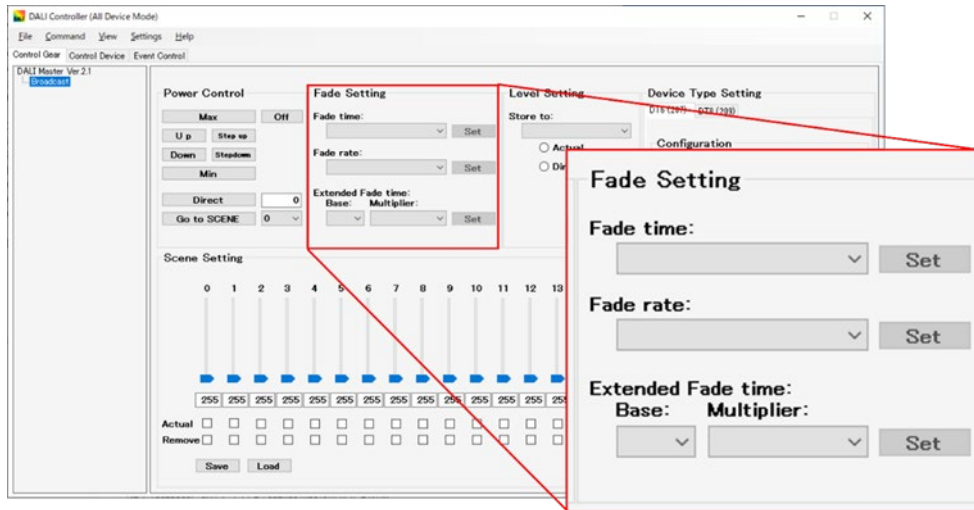 DALI Controller (All Device Mode)
File Command View Settings Help
Control Gear Control Device Event Control
DALI Master Ver.2.1
Broadcast
Power Control
Max Off
Up Step up
Down Stepdown
Min
Direct 0
Go to SCENE 0
Fade Setting
Fade time:
Set
Fade rate:
Set
Extended Fade time:
Base: Multiplier:
Set
Level Setting
Store to:
Actual
Dir
Device Type Setting
DT6 (207) DT8 (209)
Configuration
Scene Setting
0 1 2 3 4 5 6 7 8 9 10 11 12 13
255 255 255 255 255 255 255 255 255 255 255 255 255
Actual
Remove
Save Load
Fade Setting
Fade time:
Set
Fade rate:
Set
Extended Fade time:
Base: Multiplier:
Set